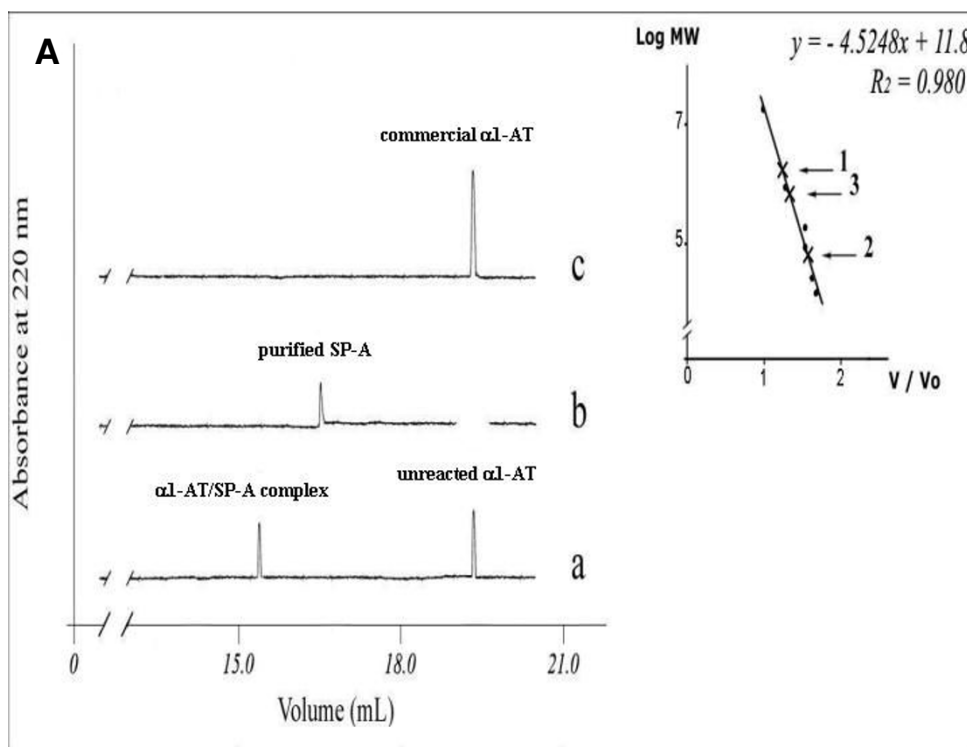 A
Log MW
y = - 4.5248x + 11.8
R2 = 0.980
commercial α1-AT
7
1
3
5
2
Absorbance at 220 nm
c
purified SP-A
0
1
2
V / Vo
b
α1-AT/SP-A complex
unreacted α1-AT
a
0
15.0
18.0
21.0
Volume (mL)